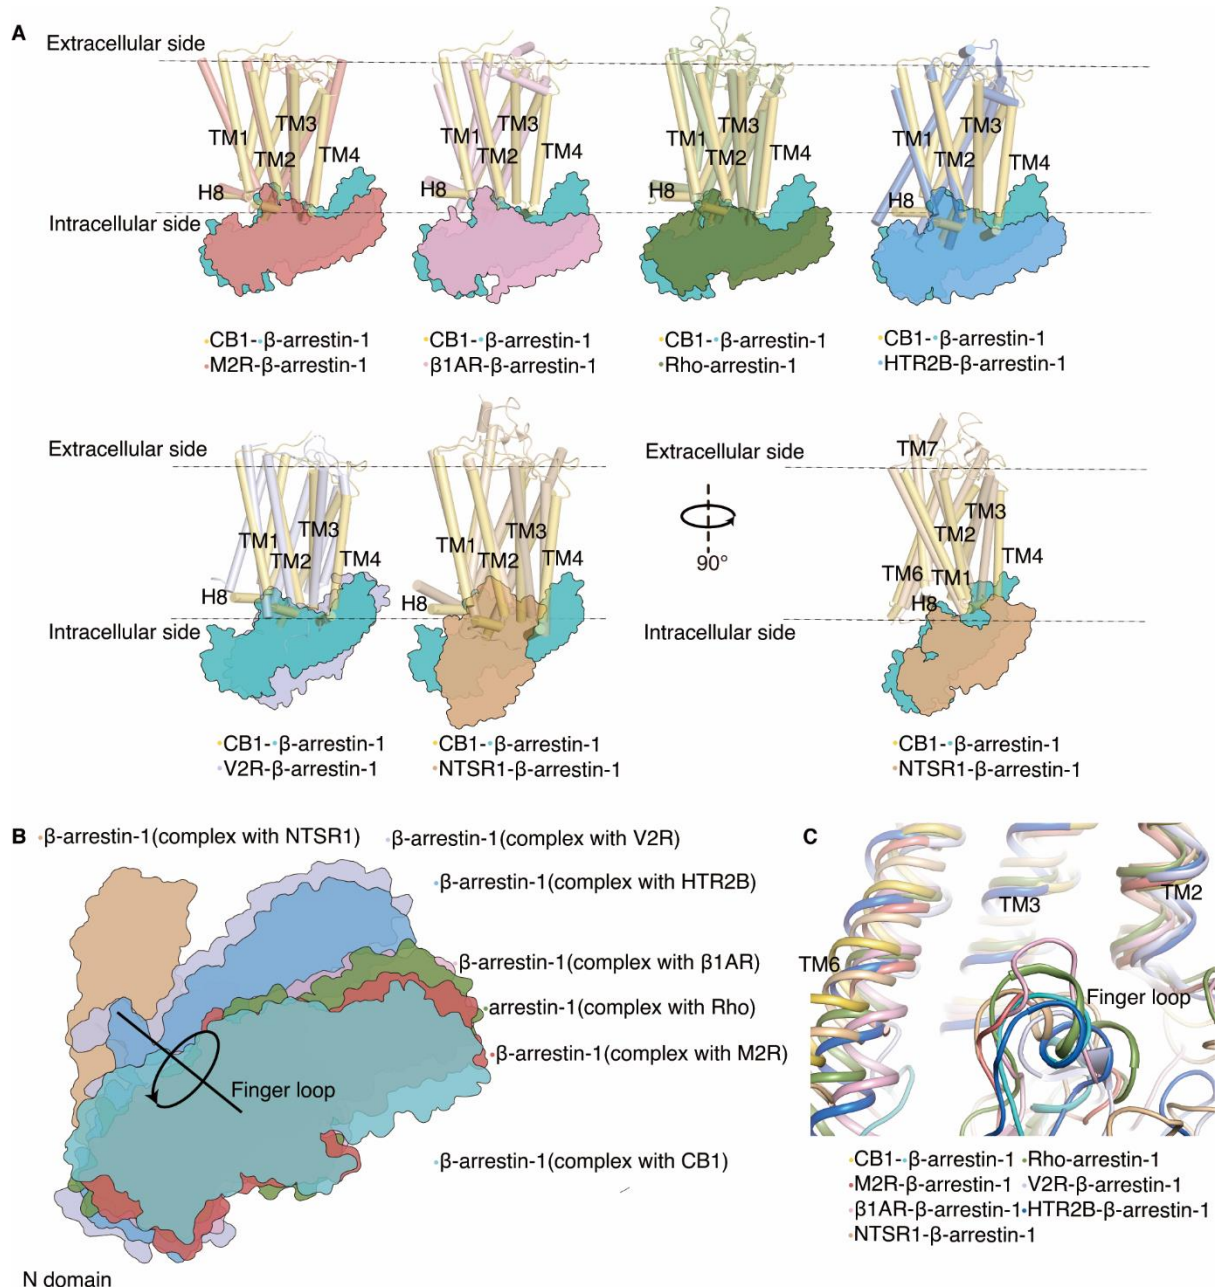 A
Extracellular side
TM1
TM2
TM3
TM4
H8
Intracellular side
TM1
TM2
TM3
TM4
H8
TM1
TM2
TM3
TM4
H8
TM1
TM2
TM3
TM4
H8
CB1-β-arrestin-1
M2R-β-arrestin-1
CB1-β-arrestin-1
β1AR-β-arrestin-1
CB1-β-arrestin-1
Rho-arrestin-1
CB1-β-arrestin-1
HTR2B-β-arrestin-1
Extracellular side
TM1
TM2
TM3
TM4
H8
Intracellular side
TM1
TM2
TM3
TM4
H8
Extracellular side
90°
Intracellular side
TM7
TM3
TM2
TM4
TM6
TM1
H8
CB1-β-arrestin-1
V2R-β-arrestin-1
CB1-β-arrestin-1
NTSR1-β-arrestin-1
CB1-β-arrestin-1
NTSR1-β-arrestin-1
B
β-arrestin-1(complex with NTSR1)
β-arrestin-1(complex with V2R)
β-arrestin-1(complex with HTR2B)
β-arrestin-1(complex with β1AR)
arrestin-1(complex with Rho)
β-arrestin-1(complex with M2R)
Finger loop
β-arrestin-1(complex with CB1)
N domain
C
TM3
TM2
TM6
Finger loop
CB1-β-arrestin-1 Rho-arrestin-1
M2R-β-arrestin-1 V2R-β-arrestin-1
β1AR-β-arrestin-1 HTR2B-β-arrestin-1
NTSR1-β-arrestin-1